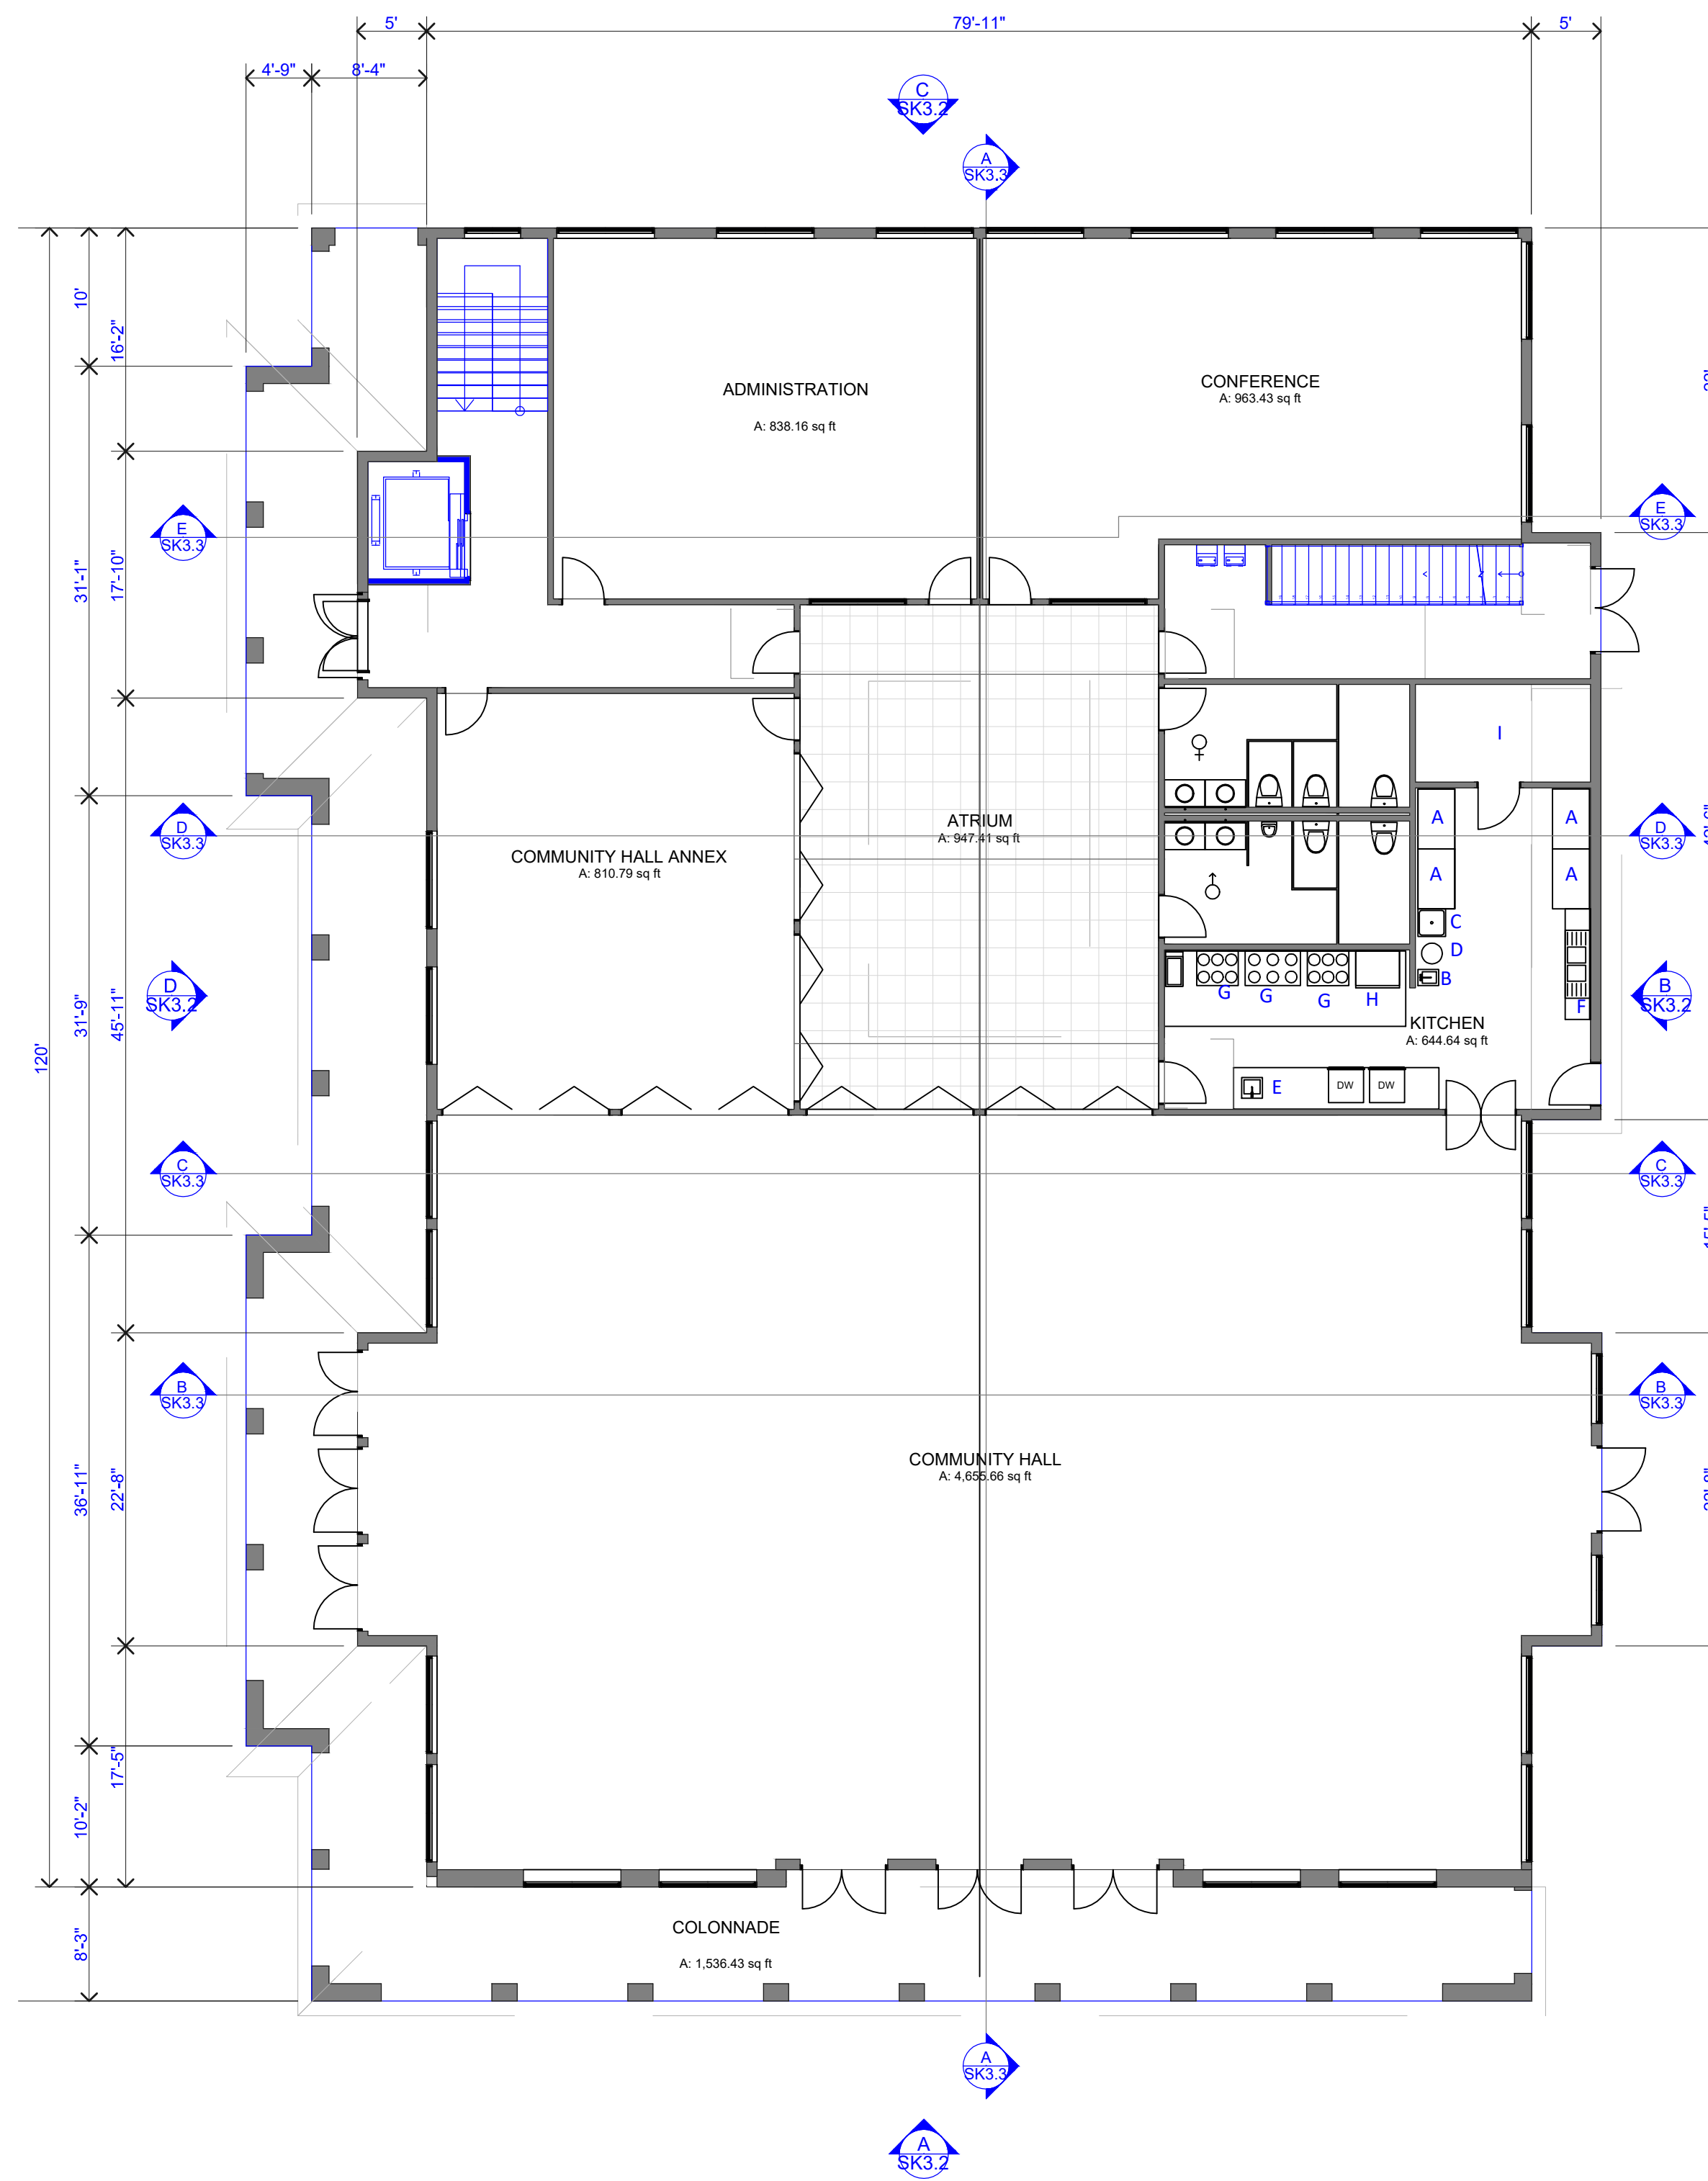 5'
79'-11"
5'
4'-9"
8'-4"
C
SK3.2
A
SK3.3
10'
16'-2"
ADMINISTRATION
A: 838.16 sq ft
CONFERENCE
A: 963.43 sq ft
E
SK3.3
E
SK3.3
31'-1"
17'-10"
I
D
SK3.3
D
SK3.3
COMMUNITY HALL ANNEX
A: 810.79 sq ft
ATRIUM
A: 947.41 sq ft
A
A
A
A
C
D
B
D
SK3.2
B
SK3.2
31'-9"
45'-11"
120'
G
G
G
H
F
KITCHEN
A: 644.64 sq ft
E
DW
DW
C
SK3.3
C
SK3.3
B
SK3.3
B
SK3.3
36'-11"
22'-8"
COMMUNITY HALL
A: 4,655.66 sq ft
17'-5"
10'-2"
8'-3"
COLONNADE
A: 1,536.43 sq ft
A
SK3.3
A
SK3.2